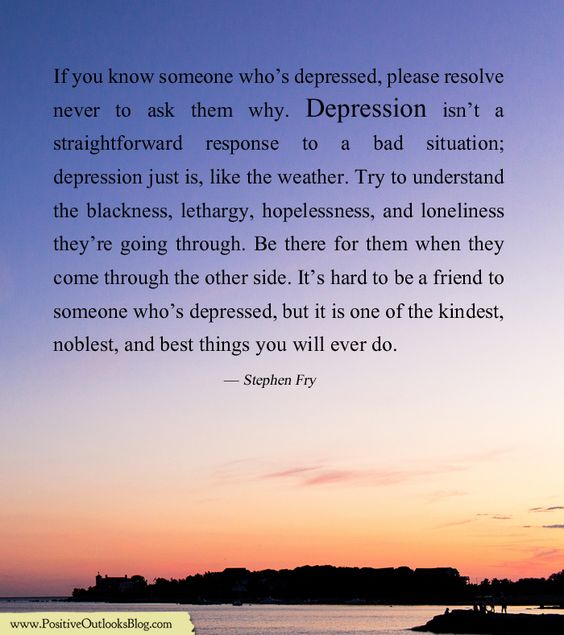 If you know someone who’s depressed, please resolve
never to ask them why. Depression isn’t a
straightforward response to a bad situation;
depression just is, like the weather. Try to understand
the blackness, lethargy, hopelessness, and loneliness
they’re going through. Be there for them when they
come through the other side. It’s hard to be a friend to
someone who’s depressed, but it is one of the kindest,
noblest, and best things you will ever do.
— Stephen Fry
www.PositiveOutlooksBlog.com